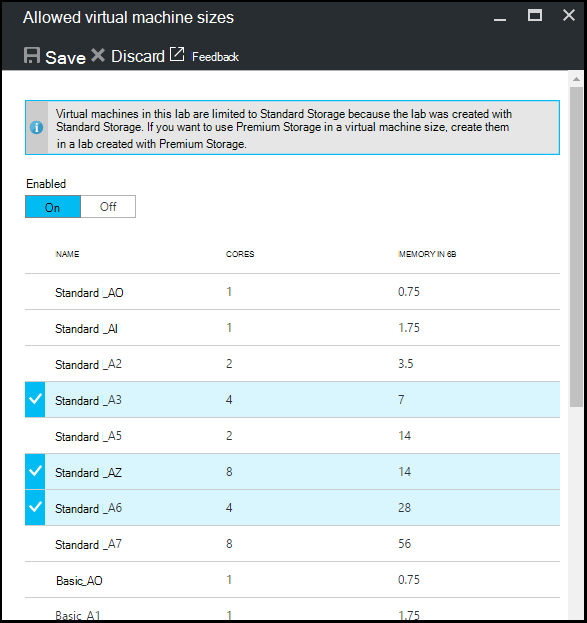 Allowed virtual machine sizes
Save Discard Feedback
Virtual machines in this lab are limited to Standard Storage because the lab was created with
Standard Storage. If you want to use Premium Storage in a virtual machine size, create them
in a lab created with Premium Storage.
Enabled
On Off
NAME CORES MEMORY IN 6B
Standard _AO 1 0.75
Standard _AI 1 1.75
Standard _A2 2 3.5
Standard _A3 4 7
Standard _A5 2 14
Standard _AZ 8 14
Standard _A6 4 28
Standard _A7 8 56
Basic_AO 1 0.75
Basic_A1 1 1.75